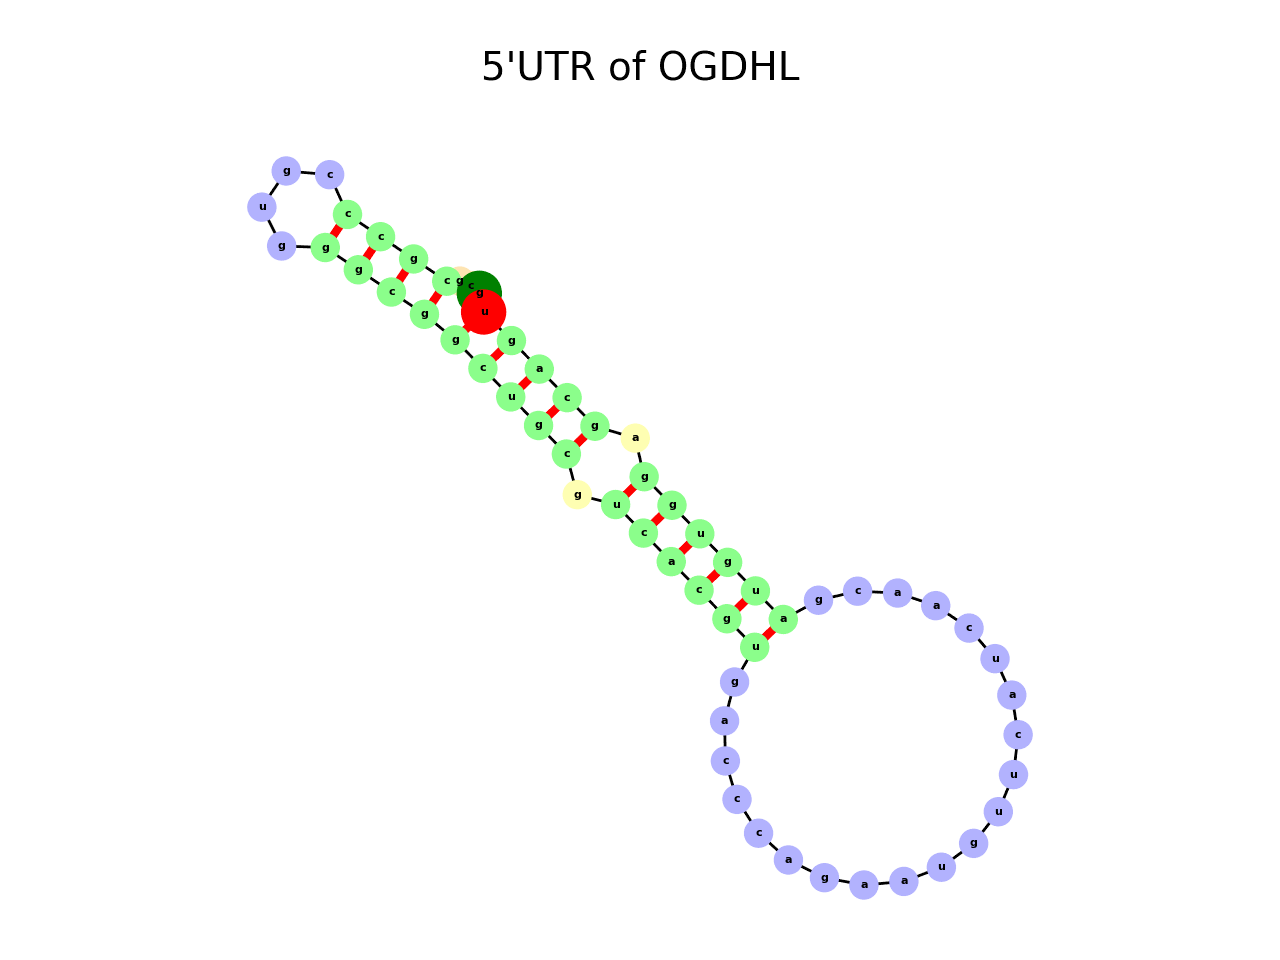 5'UTR of OGDHL
g c
u c
g g c
g g
c c g c g
g u
g g
c a
u c
g g a
c g
g u g
c u
a g
c u g c a a
g a c
u u
g a
a c
c u
c u
c g
a u
g a a